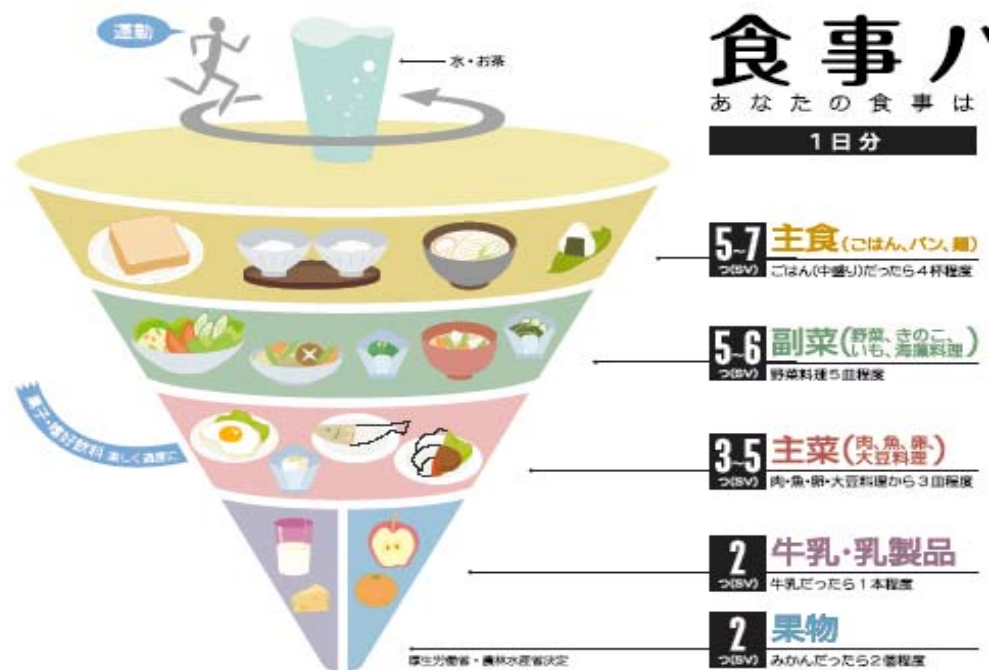 運動
水・お茶
食事バ
あなたの食事は
1日分
5~7
つ(SV)
主食(ごはん、パン、麺)
ごはん(中盛り)だったら4杯程度
5~6
つ(SV)
副菜(野菜、きのこ、
いも、海藻料理)
野菜料理5皿程度
菓子・嗜好飲料 楽しく適度に
3~5
つ(SV)
主菜(肉、魚、卵、
大豆料理)
肉・魚・卵・大豆料理から3皿程度
2
つ(SV)
牛乳・乳製品
牛乳だったら1本程度
2
つ(SV)
果物
みかんだったら2個程度
厚生労働省・農林水産省決定